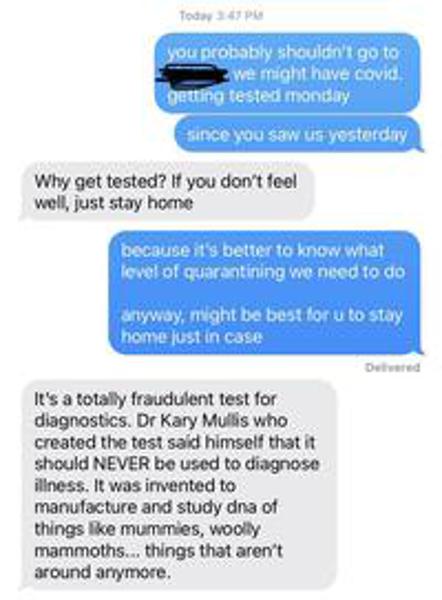 Today 3:47 PM
you probably shouldn't go to
we might have covid.
getting tested monday
since you saw us yesterday
Why get tested? If you don't feel
well, just stay home
because it's better to know what
level of quarantining we need to do
anyway, might be best for u to stay
home just in case
Delivered
It's a totally fraudulent test for
diagnostics. Dr Kary Mullis who
created the test said himself that it
should NEVER be used to diagnose
illness. It was invented to
manufacture and study dna of
things like mummies, woolly
mammoths... things that aren't
around anymore.